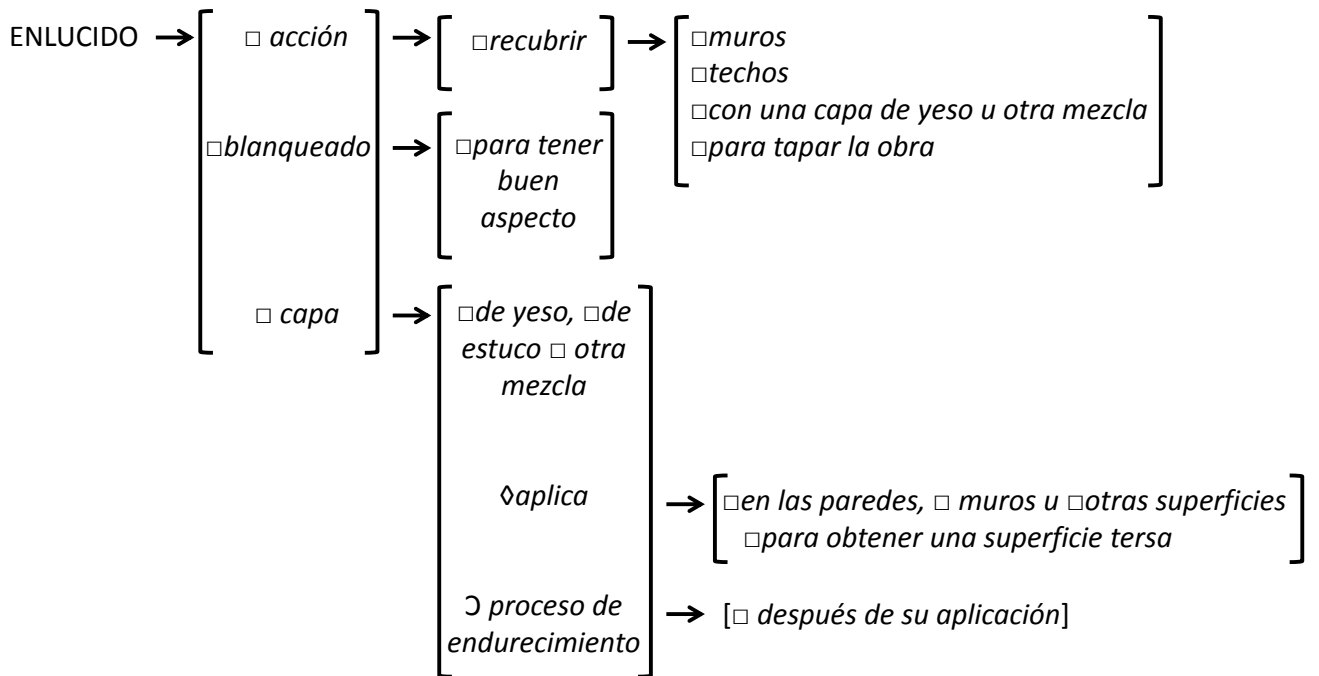 ENLUCIDO → □ acción → □recubrir → □muros
□techos
□con una capa de yeso u otra mezcla
□para tapar la obra
□blanqueado → □para tener
buen
aspecto
□ capa → □de yeso, □de
estuco □ otra
mezcla
◊aplica → □en las paredes, □ muros u □otras superficies
□para obtener una superficie tersa
Ɔ proceso de
endurecimiento → [□ después de su aplicación]